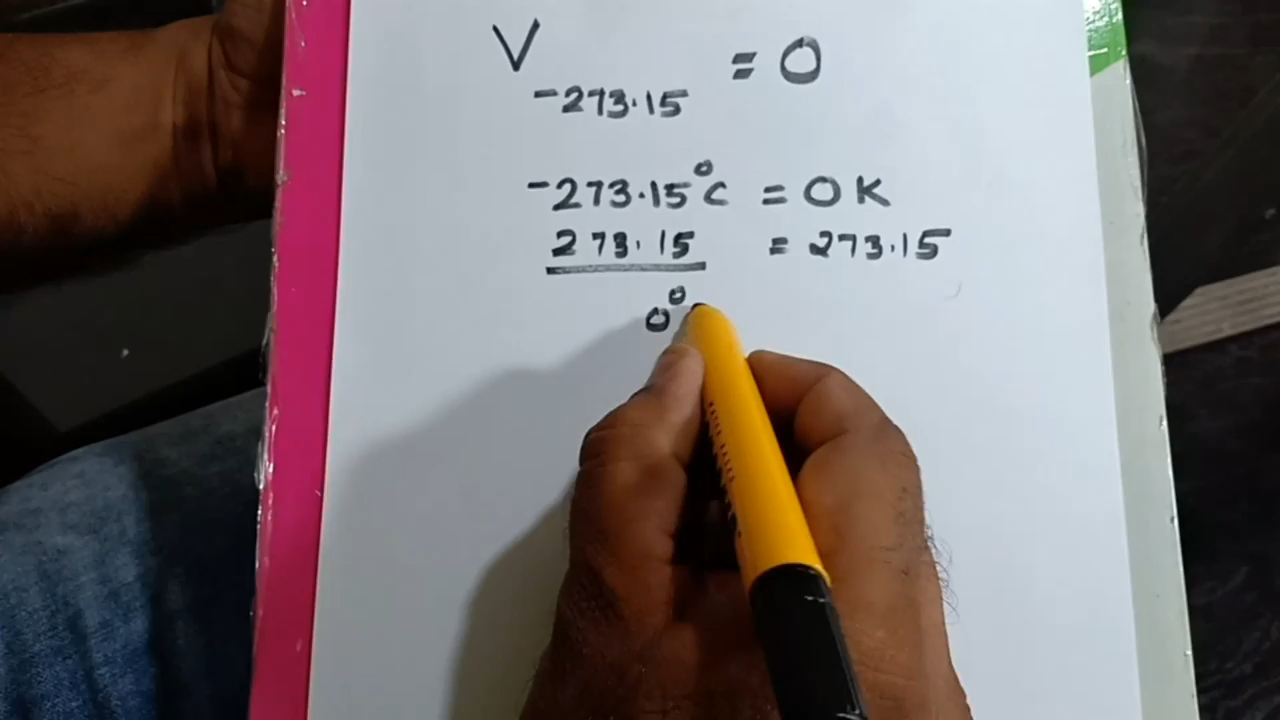 V = 0
-273.15
-273.15°C = 0 K
273.15 = 273.15
0°